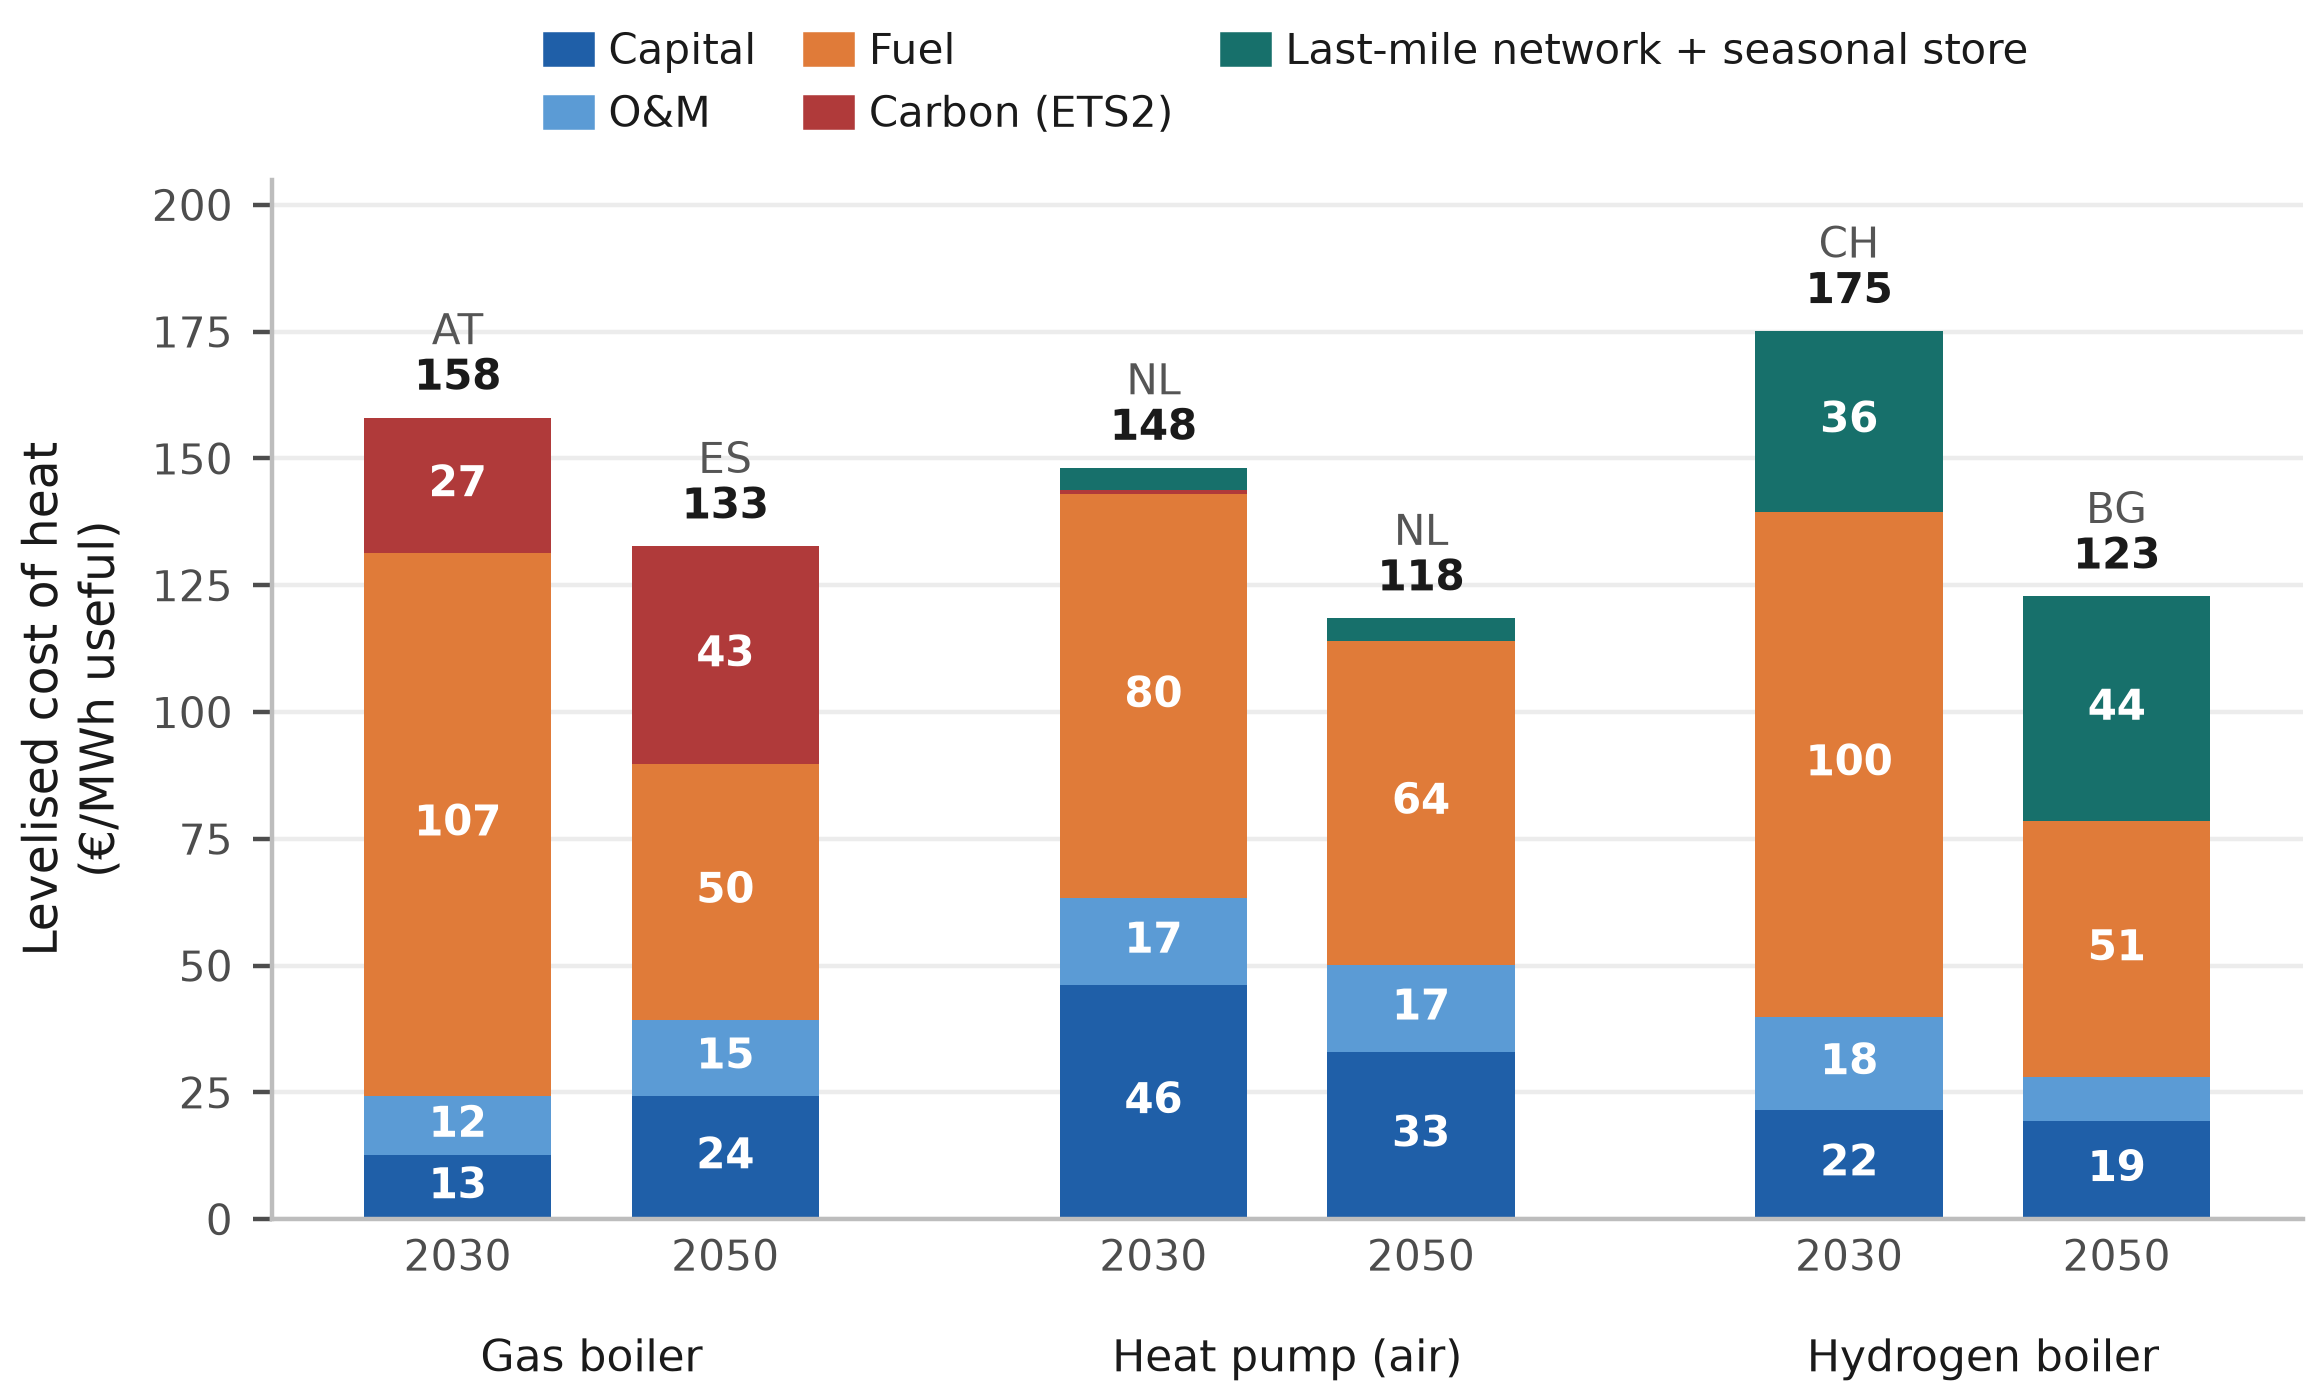 Capital
Fuel
Last-mile network + seasonal store
O&M
Carbon (ETS2)
Levelised cost of heat
(€/MWh useful)
200
175
150
125
100
75
50
25
0
AT
158
27
107
12
13
ES
133
43
50
15
24
NL
148
80
17
46
NL
118
64
17
33
CH
175
36
100
18
22
BG
123
44
51
19
2030
2050
2030
2050
2030
2050
Gas boiler
Heat pump (air)
Hydrogen boiler